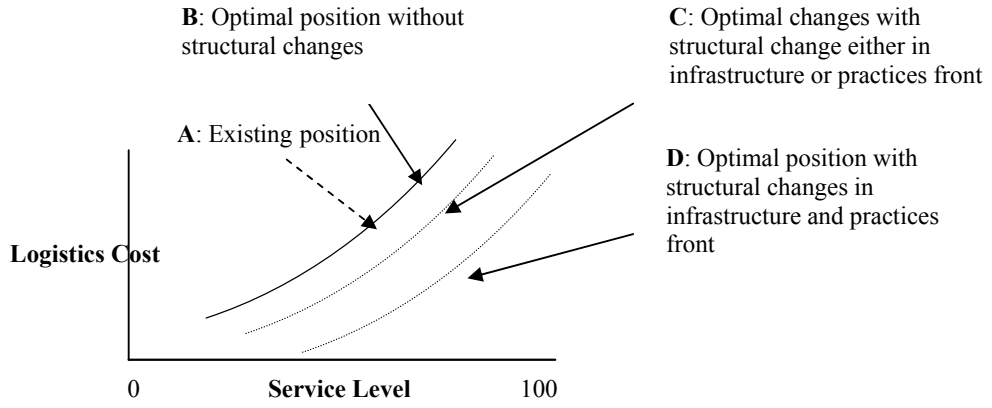 B: Optimal position without
structural changes
C: Optimal changes with
structural change either in
infrastructure or practices front
A: Existing position
D: Optimal position with
structural changes in
infrastructure and practices
front
Logistics Cost
0
Service Level
100